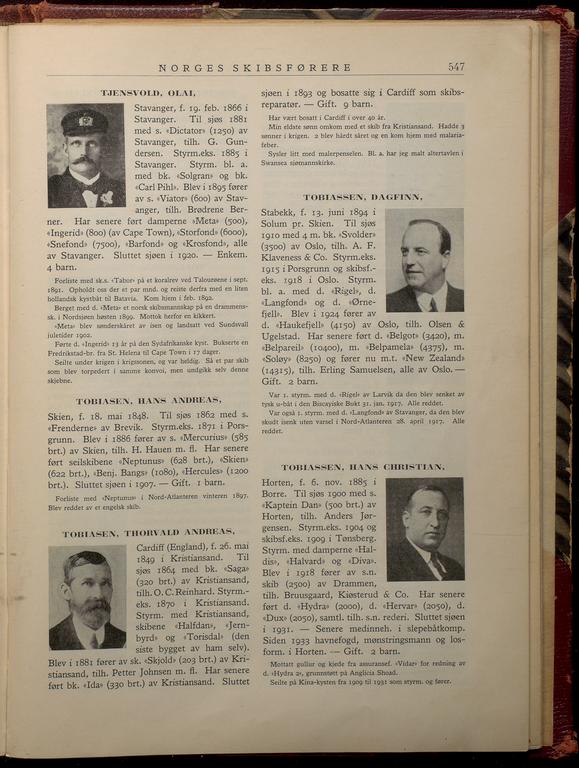 NORGES SKIBSFØRERE 547
TJENSVOLD, OLAI,
Stavanger, f. 19. feb. 1866 i
Stavanger. Til sjøs 1881
med s. «Dictator» (1250) av
Stavanger, tilh. G. Gun-
dersen. Styrm.eks. 1885 i
Stavanger. Styrm. bl. a.
med bk. «Solgran» og bk.
«Carl Pihl». Blev i 1895 fører
av s. «Viator» (600) av Stav-
anger, tilh. Brødrene Ber-
ner. Har senere ført damperne «Meta» (500),
«Ingerid» (800) (av Cape Town), «Storfond» (6000),
«Snefond» (7500), «Barfond» og «Krosfond», alle
av Stavanger. Sluttet sjøen i 1920. — Enkem.
4 barn.
Forliste med sk.s. «Tabor» på et koralrev ved Talourøene i sept.
1891. Opholdt oss der et par mnd. og reiste derfra med en liten
hollandsk kystbåt til Batavia. Kom hjem i feb. 1892.
Berget med d. «Meta» et norsk skibsmannskap på en drammens-
sk. i Nordsjøen høsten 1899. Mottok herfor en kikkert.
«Meta» blev sønderskåret av isen og landsatt ved Sundsvall
juletider 1902.
Førte d. «Ingerid» 13 år på den Sydafrikanske kyst. Bukserte en
Fredrikstad-br. fra St. Helena til Cape Town i 17 dager.
Seilte under krigen i krigssonen, og var heldig. Så et par skib
som blev torpedert i samme konvoi, men undgikk selv denne
skjebne.
TOBIASEN, HANS ANDREAS,
Skien, f. 18. mai 1848. Til sjøs 1862 med s.
«Frenderne» av Brevik. Styrm.eks. 1871 i Pors-
grunn. Blev i 1886 fører av s. «Mercurius» (585
brt.) av Skien, tilh. H. Hauen m. fl. Har senere
ført seilskibene «Neptunus» (628 brt.), «Skien»
(622 brt.), «Benj. Bangs» (1080), «Hercules» (1200
brt.). Sluttet sjøen i 1907. — Gift. 1 barn.
Forliste med «Neptunus» i Nord-Atlanteren vinteren 1897.
Blev reddet av et engelsk skib.
TOBIASEN, THORVALD ANDREAS,
Cardiff (England), f. 26. mai
1849 i Kristiansand. Til
sjøs 1864 med bk. «Saga»
(320 brt.) av Kristiansand,
tilh. O. C. Reinhard. Styrm.-
eks. 1870 i Kristiansand.
Styrm. med Kristiansand,
skibene «Halfdan», «Jern-
byrd» og «Torisdal» (den
siste bygget av ham selv).
Blev i 1881 fører av sk. «Skjold» (203 brt.) av Kri-
stiansand, tilh. Petter Johnsen m. fl. Har senere
ført bk. «Ida» (330 brt.) av Kristiansand. Sluttet
sjøen i 1893 og bosatte sig i Cardiff som skibs-
reparatør. — Gift. 9 barn.
Har vært bosatt i Cardiff i over 40 år.
Min eldste sønn omkom med et skib fra Kristiansand. Hadde 3
sønner i krigen. 2 blev hårdt såret og en kom hjem med malaria-
feber.
Sysler litt med malerpenselen. Bl. a. har jeg malt altertavlen i
Swansea sjømannskirke.
TOBIASSEN, DAGFINN,
Stabekk, f. 13. juni 1894 i
Solum pr. Skien. Til sjøs
1910 med 4 m. bk. «Svolder»
(3500) av Oslo, tilh. A. F.
Klaveness & Co. Styrm.eks.
1915 i Porsgrunn og skibsf.-
eks. 1918 i Oslo. Styrm.
bl. a. med d. «Rigel», d.
«Langfond» og d. «Ørne-
fjell». Blev i 1924 fører av
d. «Haukefjell» (4150) av Oslo, tilh. Olsen &
Ugelstad. Har senere ført d. «Belgot» (3420), m.
«Belpareil» (10400), m. «Belpamela» (4375), m.
«Soløy» (8250) og fører nu m.t. «New Zealand»
(14315), tilh. Erling Samuelsen, alle av Oslo. —
Gift. 2 barn.
Var 1. styrm. med d. «Rigel» av Larvik da den blev senket av
tysk u-båt i den Biscayiske Bukt 31. jan. 1917. Alle reddet.
Var også 1. styrm. med d. «Langfond» av Stavanger, da den blev
skudt isenk uten varsel i Nord-Atlanteren 28. april 1917. Alle
reddet.
TOBIASSEN, HANS CHRISTIAN,
Horten, f. 6. nov. 1885 i
Borre. Til sjøs 1900 med s.
«Kaptein Dan» (500 brt.) av
Horten, tilh. Anders Jør-
gensen. Styrm.eks. 1904 og
skibsf.eks. 1909 i Tønsberg.
Styrm. med damperne «Hal-
dis», «Halvard» og «Diva».
Blev i 1918 fører av s.n.
skib (2500) av Drammen,
tilh. Bruusgaard, Kiøsterud & Co. Har senere
ført d. «Hydra» (2000), d. «Hervar» (2050), d.
«Dux» (2050), samtl. tilh. s.n. rederi. Sluttet sjøen
i 1931. — Senere medinneh. i slepebåtkomp.
Siden 1933 havnefogd, mønstringsmann og los-
form. i Horten. — Gift. 2 barn.
Mottatt gullur og kjede fra assuransef. «Vidar» for redning av
d. «Hydra 2», grunnstøtt på Anglicia Shoad.
Seilte på Kina-kysten fra 1909 til 1931 som styrm. og fører.